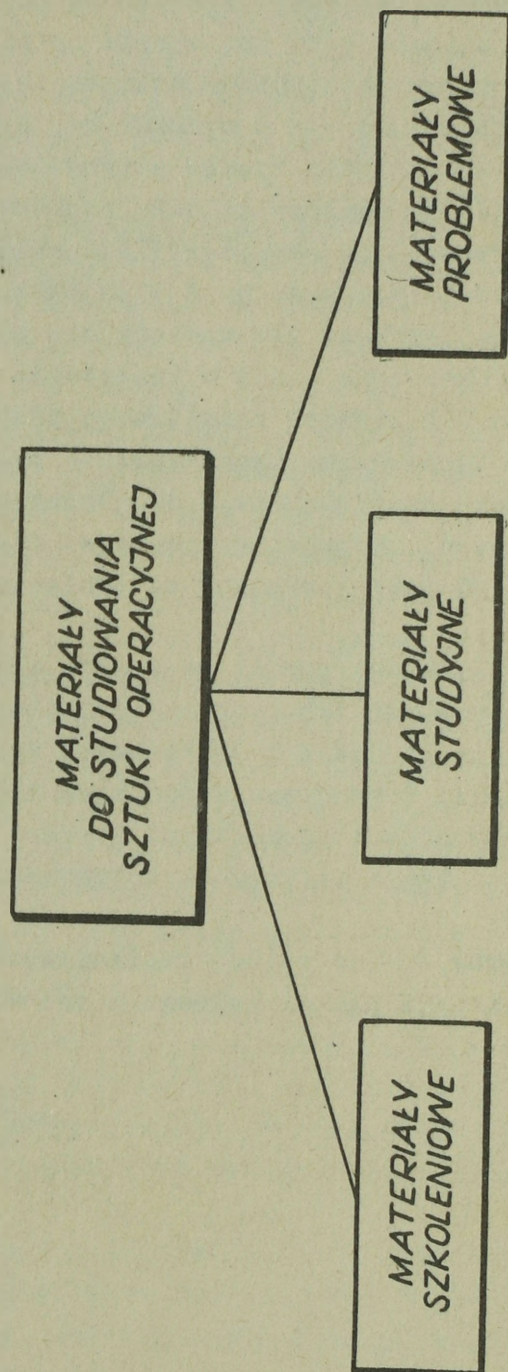 MATERIAŁY
DO STUDIOWANIA
SZTUKI OPERACYJNEJ
MATERIAŁY
SZKOLENIOWE
MATERIAŁY
STUDYJNE
MATERIAŁY
PROBLEMOWE